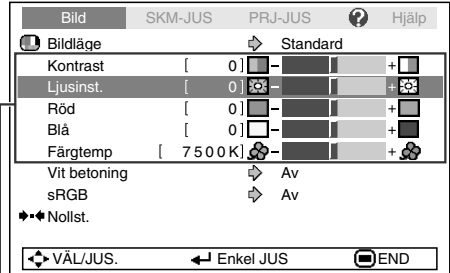 Bild SKM-JUS PRJ-JUS ? Hjälp
Bildläge Standard
Kontrast [ 0] - +
Ljusinst. [ 0] - +
Röd [ 0] - +
Blå [ 0] - +
Färgtemp [ 7500K] - +
Vit betoning Av
sRGB Av
Nollst.
VÄL/JUS. Enkel JUS END